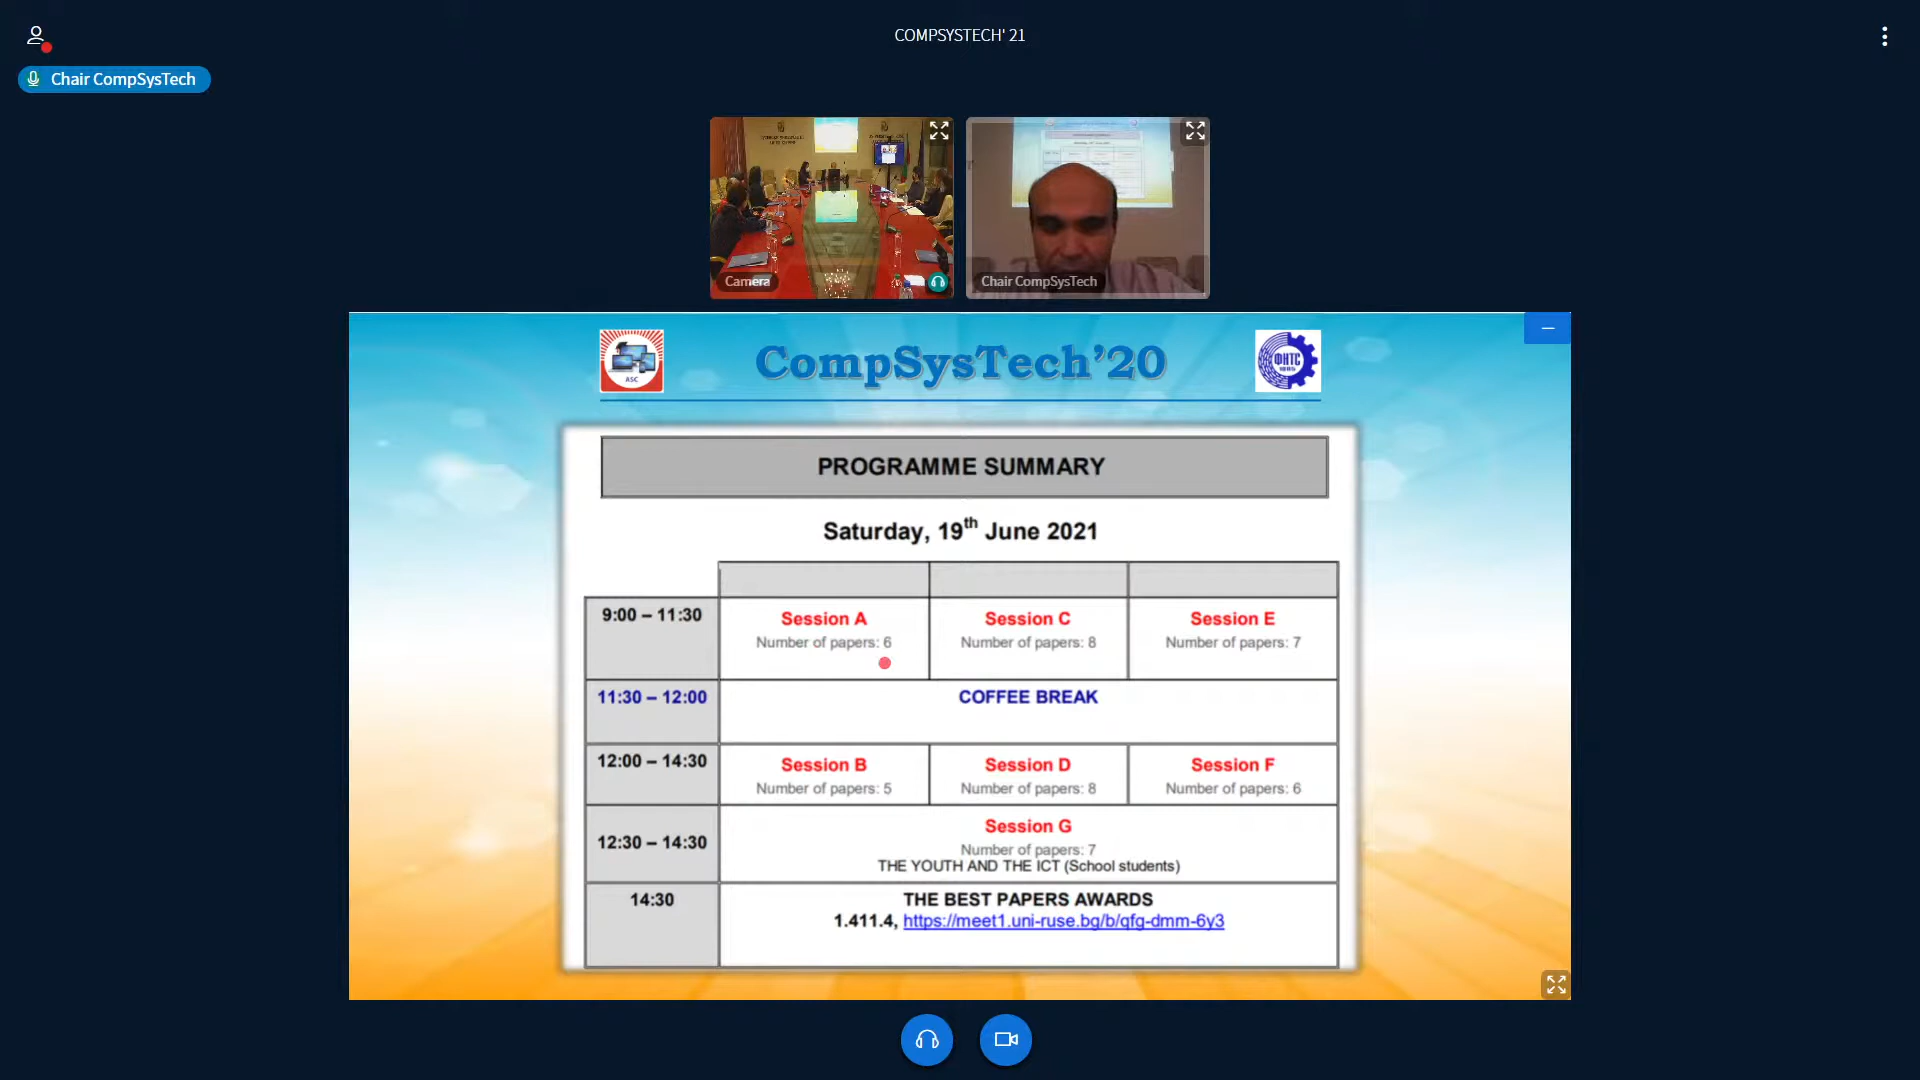 COMPSYSTECH' 21
Chair CompSysTech
Camera
Chair CompSysTech
ASC
CompSysTech’20
ФНТС
PROGRAMME SUMMARY
Saturday, 19th June 2021
9:00 – 11:30
Session A
Number of papers: 6
Session C
Number of papers: 8
Session E
Number of papers: 7
11:30 – 12:00
COFFEE BREAK
12:00 – 14:30
Session B
Number of papers: 5
Session D
Number of papers: 8
Session F
Number of papers: 6
12:30 – 14:30
Session G
Number of papers: 7
THE YOUTH AND THE ICT (School students)
14:30
THE BEST PAPERS AWARDS
1.411.4, https://meet1.uni-ruse.bg/b/qfg-dmm-6y3